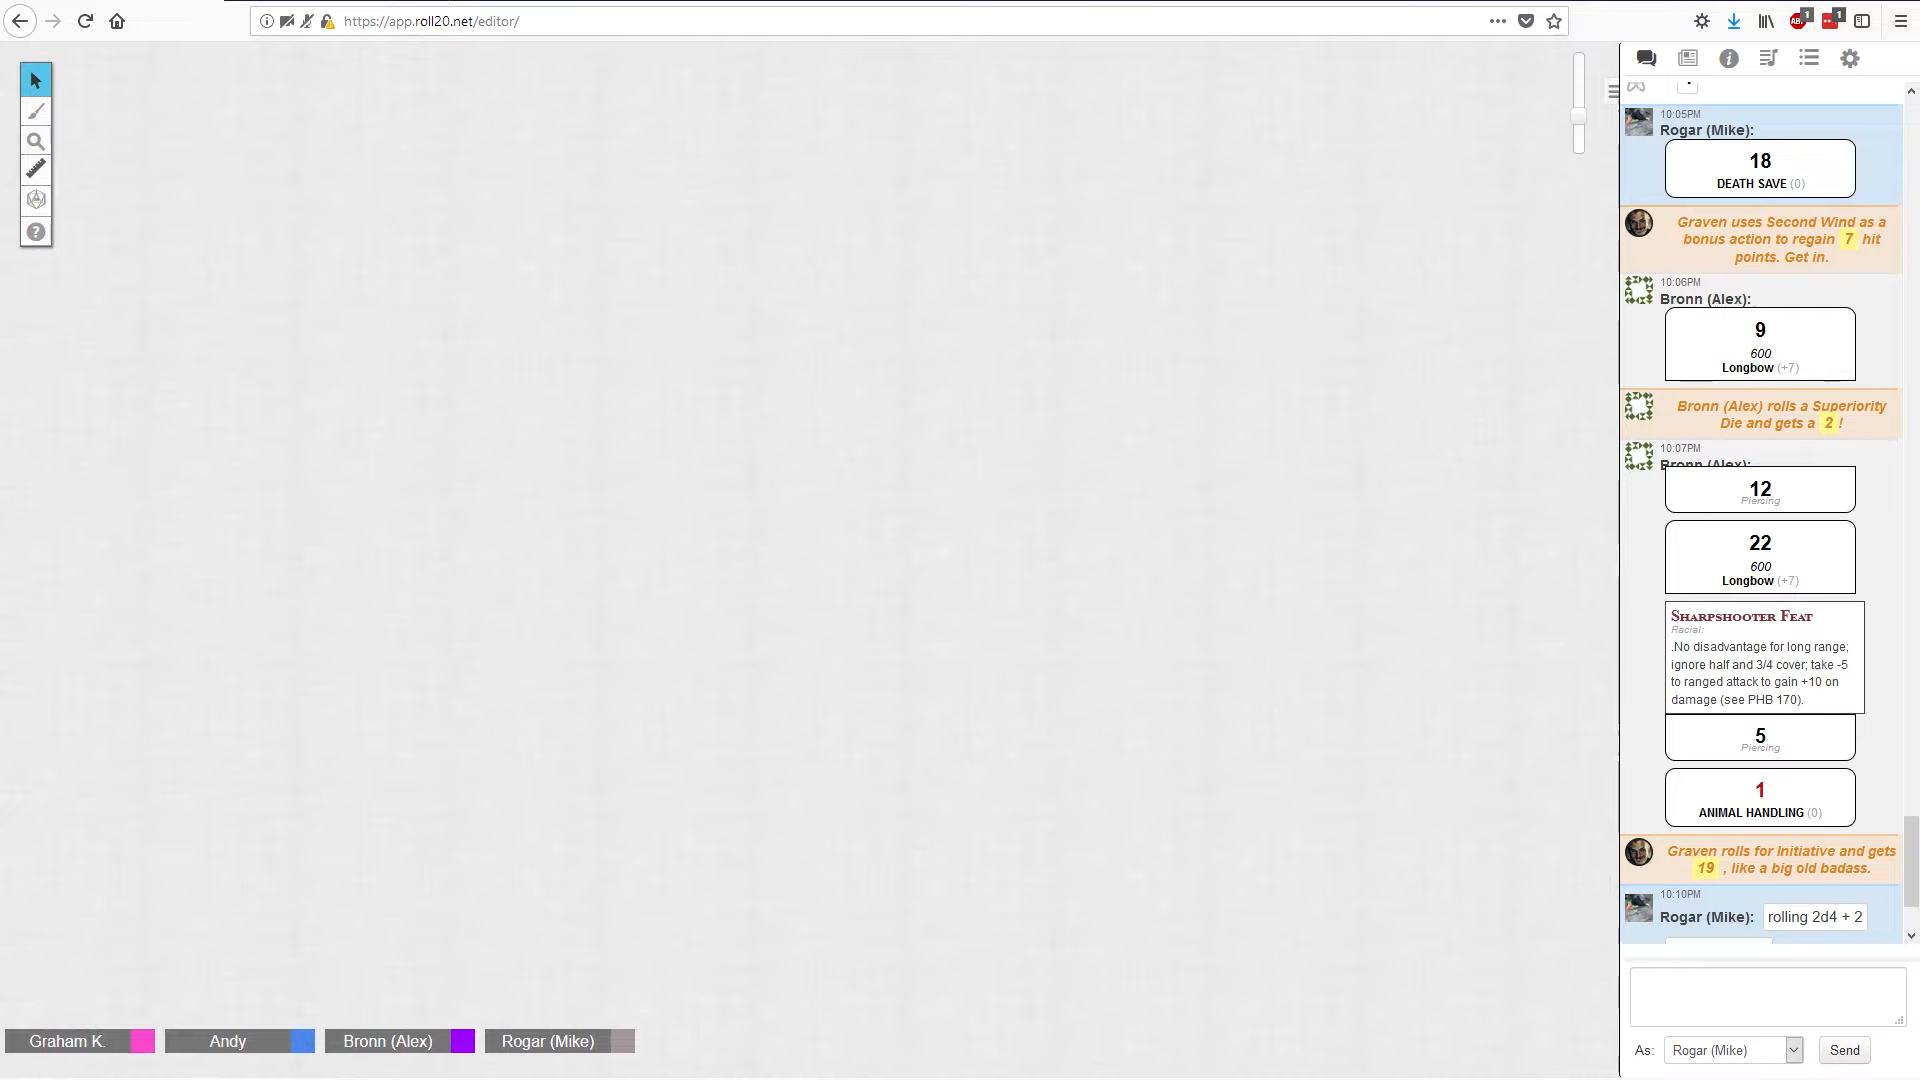 https://app.roll20.net/editor/
ABP
1
1
10:05PM
Rogar (Mike):
18
DEATH SAVE (0)
Graven uses Second Wind as a
bonus action to regain 7 hit
points. Get in.
10:06PM
Bronn (Alex):
9
600
Longbow (+7)
Bronn (Alex) rolls a Superiority
Die and gets a 2 !
10:07PM
Bronn (Alex):
12
Piercing
22
600
Longbow (+7)
Sharpshooter Feat
Racial:
.No disadvantage for long range;
ignore half and 3/4 cover; take -5
to ranged attack to gain +10 on
damage (see PHB 170).
5
Piercing
1
ANIMAL HANDLING (0)
Graven rolls for Initiative and gets
19 , like a big old badass.
10:10PM
Rogar (Mike): rolling 2d4 + 2
As: Rogar (Mike) Send
Graham K. Andy Bronn (Alex) Rogar (Mike)